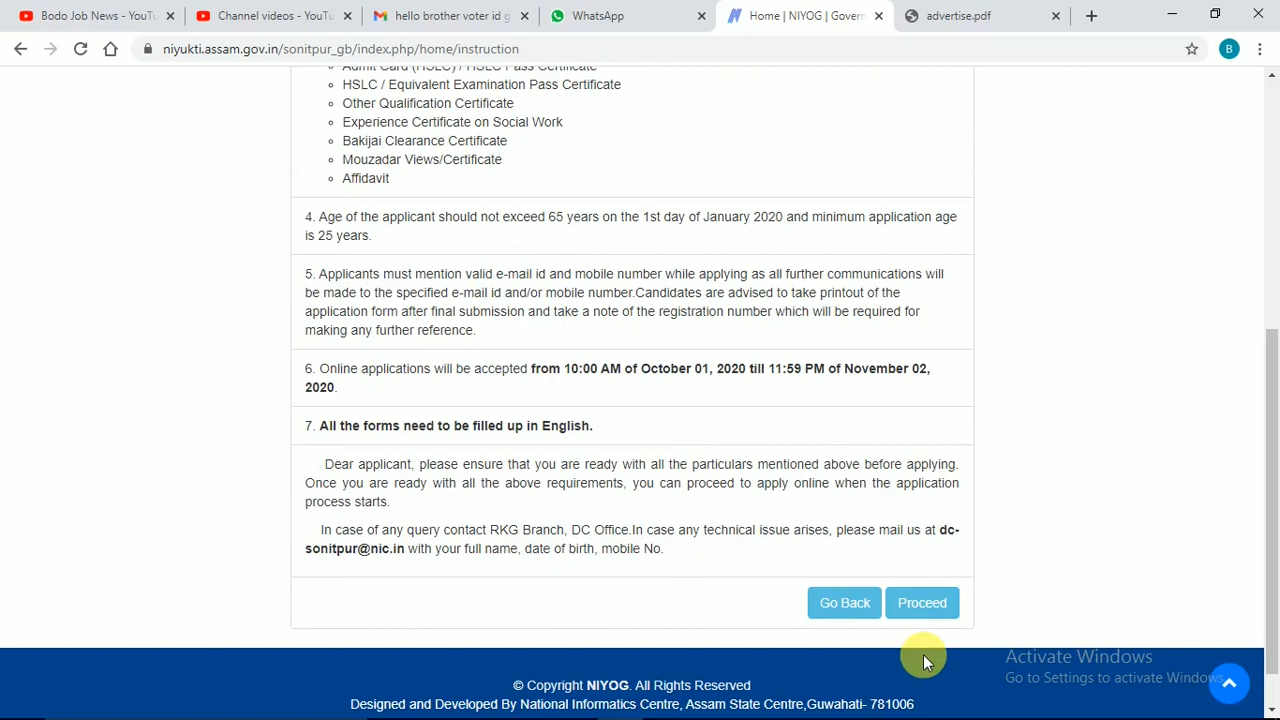 Bodo Job News - YouTu
Channel videos - YouTu
hello brother voter id g
WhatsApp
Home | NIYOG | Govern
advertise.pdf
niyukti.assam.gov.in/sonitpur_gb/index.php/home/instruction
B
Admit Card (HSLC) / HSLC Pass Certificate
HSLC / Equivalent Examination Pass Certificate
Other Qualification Certificate
Experience Certificate on Social Work
Bakijai Clearance Certificate
Mouzadar Views/Certificate
Affidavit
4. Age of the applicant should not exceed 65 years on the 1st day of January 2020 and minimum application age
is 25 years.
5. Applicants must mention valid e-mail id and mobile number while applying as all further communications will
be made to the specified e-mail id and/or mobile number.Candidates are advised to take printout of the
application form after final submission and take a note of the registration number which will be required for
making any further reference.
6. Online applications will be accepted from 10:00 AM of October 01, 2020 till 11:59 PM of November 02,
2020.
7. All the forms need to be filled up in English.
Dear applicant, please ensure that you are ready with all the particulars mentioned above before applying.
Once you are ready with all the above requirements, you can proceed to apply online when the application
process starts.
In case of any query contact RKG Branch, DC Office.In case any technical issue arises, please mail us at dc-
sonitpur@nic.in with your full name, date of birth, mobile No.
Go Back Proceed
Activate Windows
Go to Settings to activate Windows.
© Copyright NIYOG. All Rights Reserved
Designed and Developed By National Informatics Centre, Assam State Centre,Guwahati- 781006